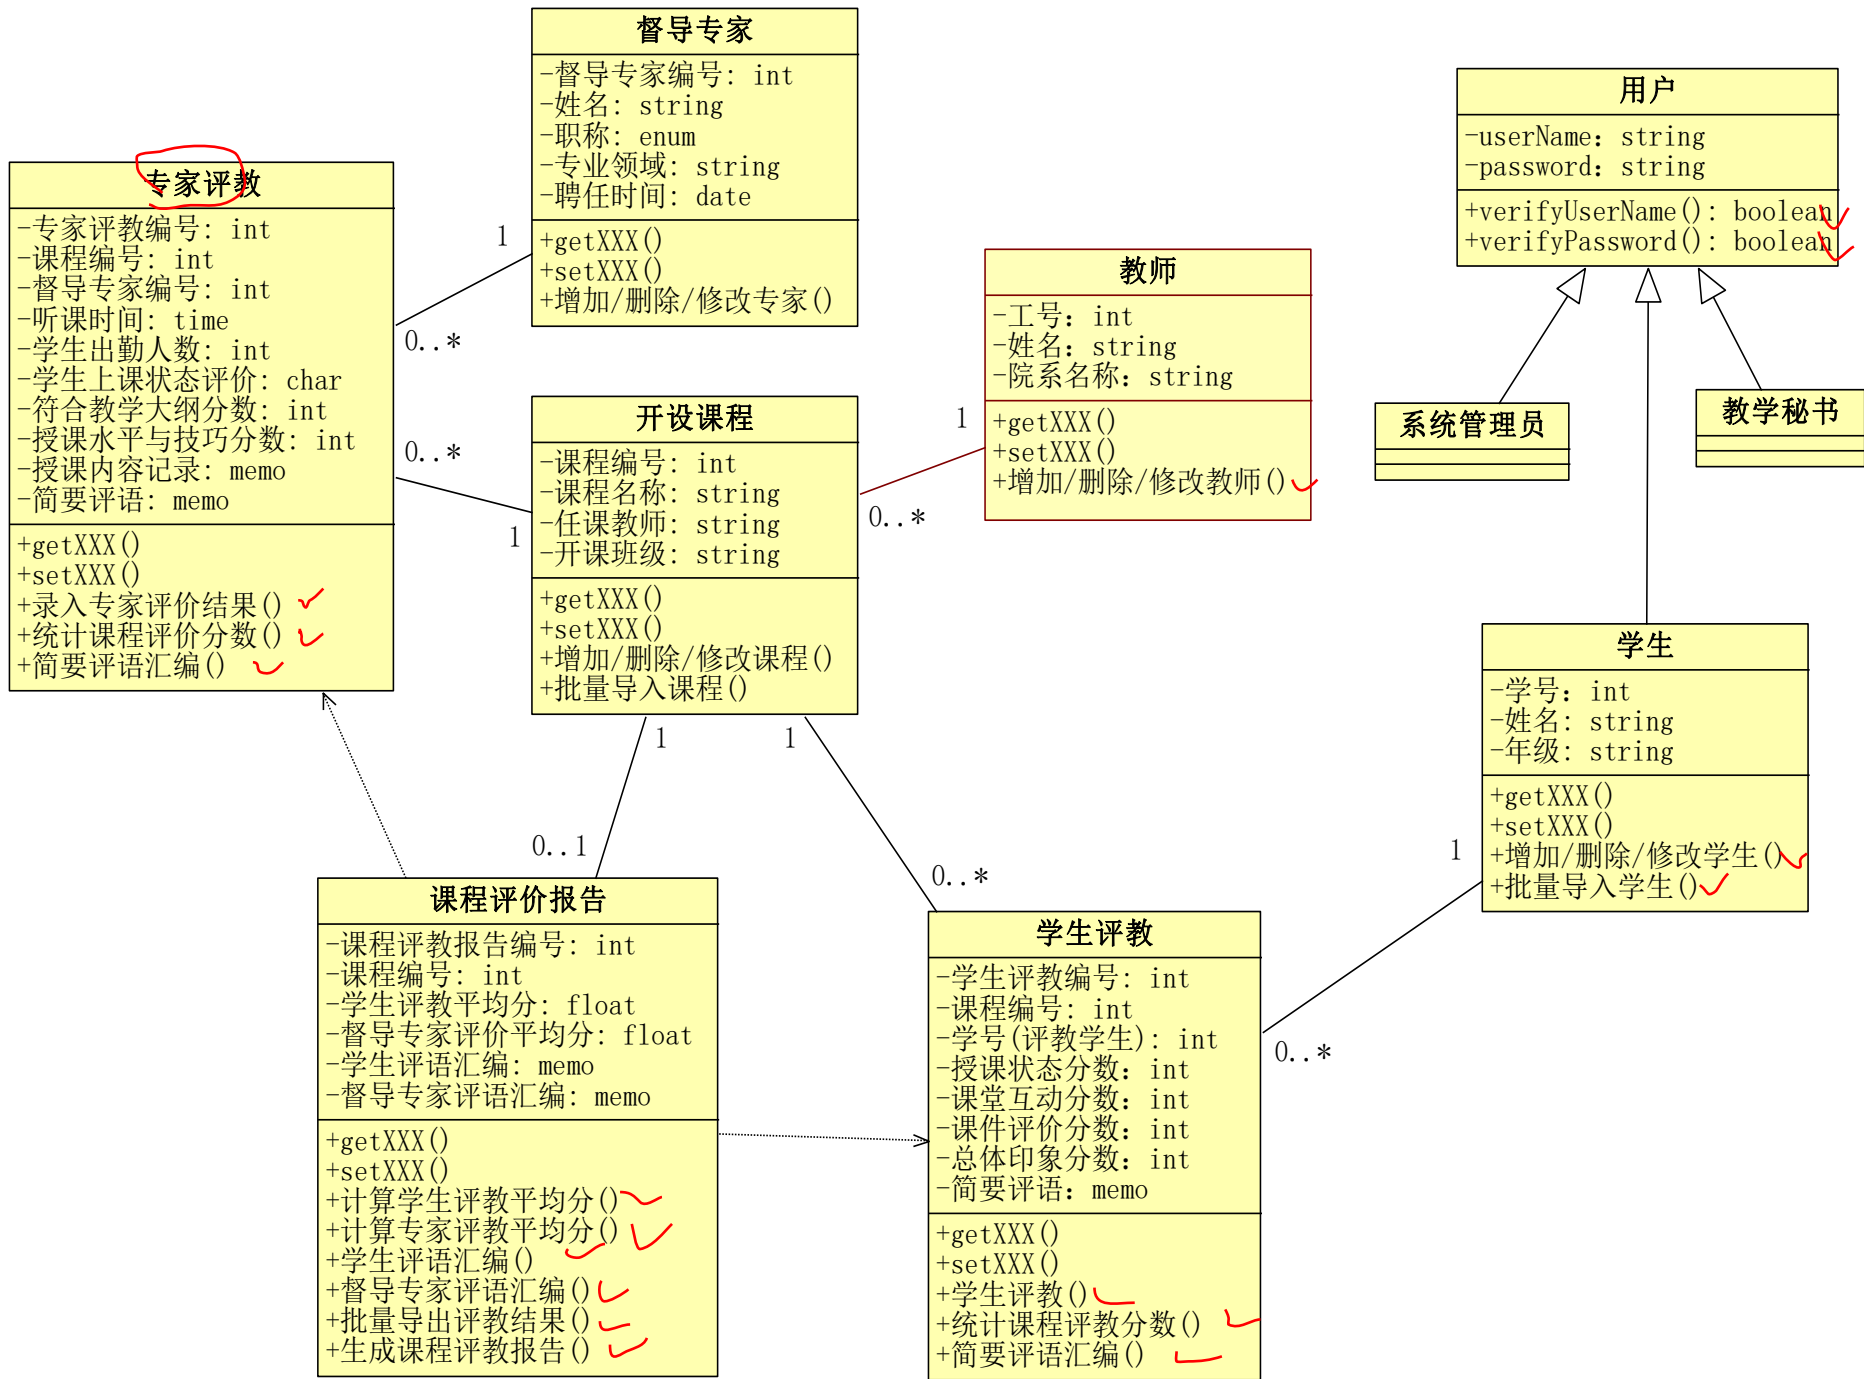 督导专家
-督导专家编号: int
-姓名: string
-职称: enum
-专业领域: string
-聘任时间: date
+getXXX()
+setXXX()
+增加/删除/修改专家()
专家评教
-专家评教编号: int
-课程编号: int
-督导专家编号: int
-听课时间: time
-学生出勤人数: int
-学生上课状态评价: char
-符合教学大纲分数: int
-授课水平与技巧分数: int
-授课内容记录: memo
-简要评语: memo
+getXXX()
+setXXX()
+录入专家评价结果()
+统计课程评价分数()
+简要评语汇编()
1
0..*
0..*
1
开设课程
-课程编号: int
-课程名称: string
-任课教师: string
-开课班级: string
+getXXX()
+setXXX()
+增加/删除/修改课程()
+批量导入课程()
教师
-工号: int
-姓名: string
-院系名称: string
+getXXX()
+setXXX()
+增加/删除/修改教师()
1
0..*
用户
-userName: string
-password: string
+verifyUserName(): boolean
+verifyPassword(): boolean
系统管理员
教学秘书
学生
-学号: int
-姓名: string
-年级: string
+getXXX()
+setXXX()
+增加/删除/修改学生()
+批量导入学生()
1
1
0..1
0..*
1
0..*
课程评价报告
-课程评教报告编号: int
-课程编号: int
-学生评教平均分: float
-督导专家评价平均分: float
-学生评语汇编: memo
-督导专家评语汇编: memo
+getXXX()
+setXXX()
+计算学生评教平均分()
+计算专家评教平均分()
+学生评语汇编()
+督导专家评语汇编()
+批量导出评教结果()
+生成课程评教报告()
学生评教
-学生评教编号: int
-课程编号: int
-学号(评教学生): int
-授课状态分数: int
-课堂互动分数: int
-课件评价分数: int
-总体印象分数: int
-简要评语: memo
+getXXX()
+setXXX()
+学生评教()
+统计课程评教分数()
+简要评语汇编()